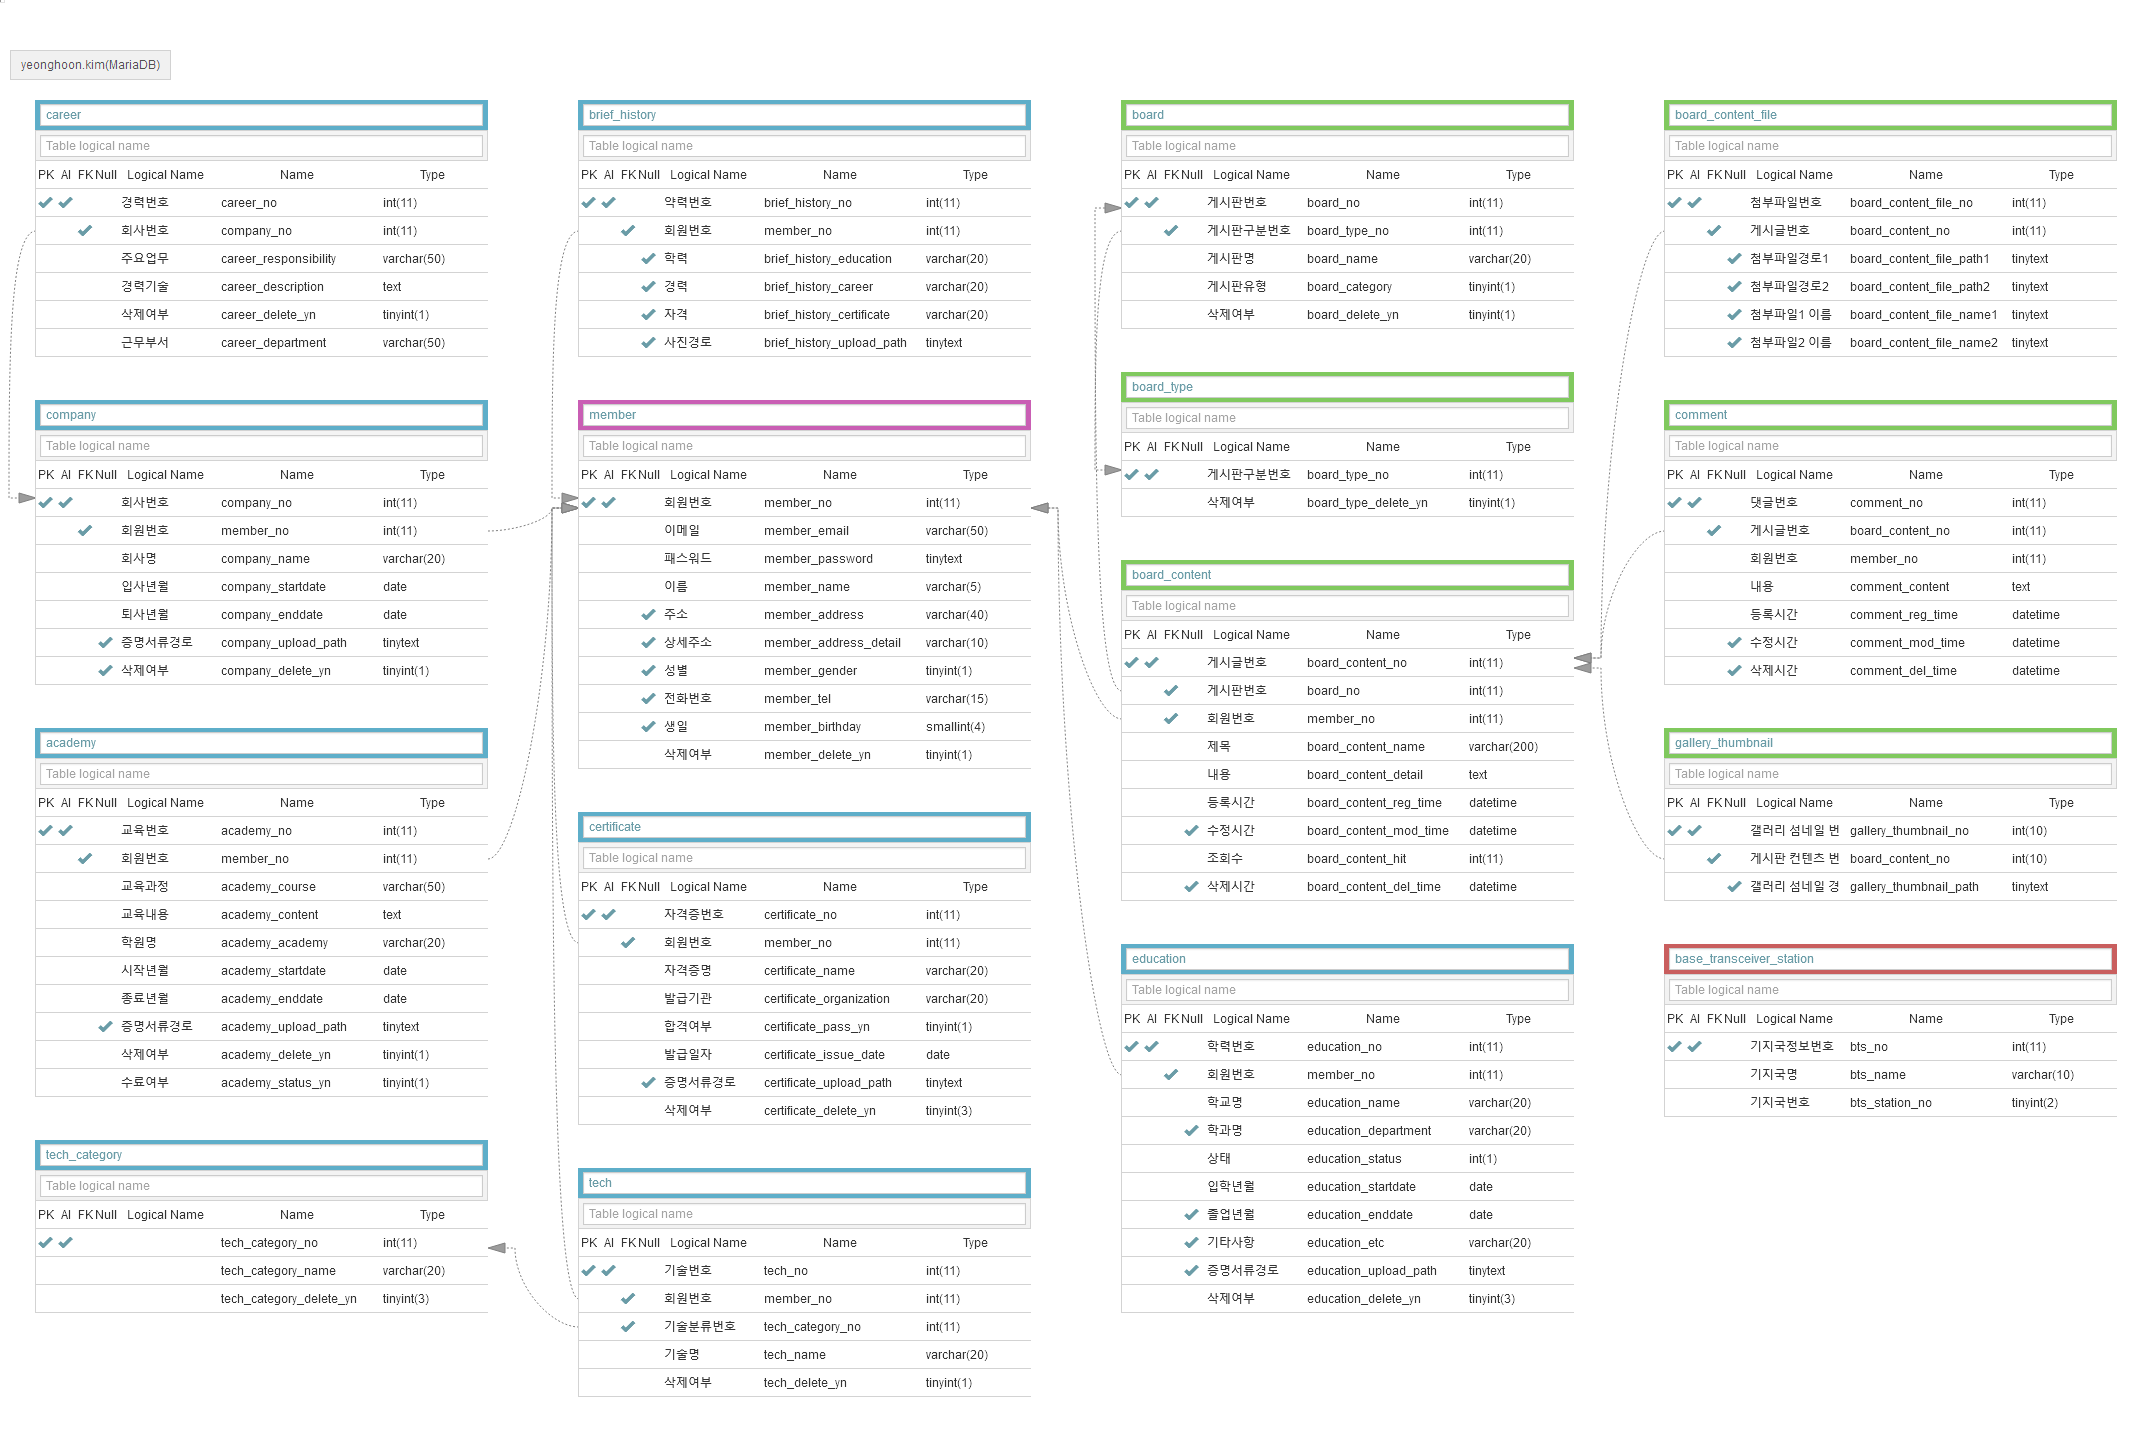 yeonghoon.kim(MariaDB)
career
Table logical name
PK AI FK Null Logical Name Name Type
경력번호 career_no int(11)
회사번호 company_no int(11)
주요업무 career_responsibility varchar(50)
경력기술 career_description text
삭제여부 career_delete_yn tinyint(1)
근무부서 career_department varchar(50)
company
Table logical name
PK AI FK Null Logical Name Name Type
회사번호 company_no int(11)
회원번호 member_no int(11)
회사명 company_name varchar(20)
입사년월 company_startdate date
퇴사년월 company_enddate date
증명서류경로 company_upload_path tinytext
삭제여부 company_delete_yn tinyint(1)
academy
Table logical name
PK AI FK Null Logical Name Name Type
교육번호 academy_no int(11)
회원번호 member_no int(11)
교육과정 academy_course varchar(50)
교육내용 academy_content text
학원명 academy_academy varchar(20)
시작년월 academy_startdate date
종료년월 academy_enddate date
증명서류경로 academy_upload_path tinytext
삭제여부 academy_delete_yn tinyint(1)
수료여부 academy_status_yn tinyint(1)
tech_category
Table logical name
PK AI FK Null Logical Name Name Type
tech_category_no int(11)
tech_category_name varchar(20)
tech_category_delete_yn tinyint(3)
brief_history
Table logical name
PK AI FK Null Logical Name Name Type
약력번호 brief_history_no int(11)
회원번호 member_no int(11)
학력 brief_history_education varchar(20)
경력 brief_history_career varchar(20)
자격 brief_history_certificate varchar(20)
사진경로 brief_history_upload_path tinytext
member
Table logical name
PK AI FK Null Logical Name Name Type
회원번호 member_no int(11)
이메일 member_email varchar(50)
패스워드 member_password tinytext
이름 member_name varchar(5)
주소 member_address varchar(40)
상세주소 member_address_detail varchar(10)
성별 member_gender tinyint(1)
전화번호 member_tel varchar(15)
생일 member_birthday smallint(4)
삭제여부 member_delete_yn tinyint(1)
certificate
Table logical name
PK AI FK Null Logical Name Name Type
자격증번호 certificate_no int(11)
회원번호 member_no int(11)
자격증명 certificate_name varchar(20)
발급기관 certificate_organization varchar(20)
합격여부 certificate_pass_yn tinyint(1)
발급일자 certificate_issue_date date
증명서류경로 certificate_upload_path tinytext
삭제여부 certificate_delete_yn tinyint(3)
tech
Table logical name
PK AI FK Null Logical Name Name Type
기술번호 tech_no int(11)
회원번호 member_no int(11)
기술분류번호 tech_category_no int(11)
기술명 tech_name varchar(20)
삭제여부 tech_delete_yn tinyint(1)
board
Table logical name
PK AI FK Null Logical Name Name Type
게시판번호 board_no int(11)
게시판구분번호 board_type_no int(11)
게시판명 board_name varchar(20)
게시판유형 board_category tinyint(1)
삭제여부 board_delete_yn tinyint(1)
board_type
Table logical name
PK AI FK Null Logical Name Name Type
게시판구분번호 board_type_no int(11)
삭제여부 board_type_delete_yn tinyint(1)
board_content
Table logical name
PK AI FK Null Logical Name Name Type
게시글번호 board_content_no int(11)
게시판번호 board_no int(11)
회원번호 member_no int(11)
제목 board_content_name varchar(200)
내용 board_content_detail text
등록시간 board_content_reg_time datetime
수정시간 board_content_mod_time datetime
조회수 board_content_hit int(11)
삭제시간 board_content_del_time datetime
education
Table logical name
PK AI FK Null Logical Name Name Type
학력번호 education_no int(11)
회원번호 member_no int(11)
학교명 education_name varchar(20)
학과명 education_department varchar(20)
상태 education_status int(1)
입학년월 education_startdate date
졸업년월 education_enddate date
기타사항 education_etc varchar(20)
증명서류경로 education_upload_path tinytext
삭제여부 education_delete_yn tinyint(3)
board_content_file
Table logical name
PK AI FK Null Logical Name Name Type
첨부파일번호 board_content_file_no int(11)
게시글번호 board_content_no int(11)
첨부파일경로1 board_content_file_path1 tinytext
첨부파일경로2 board_content_file_path2 tinytext
첨부파일1 이름 board_content_file_name1 tinytext
첨부파일2 이름 board_content_file_name2 tinytext
comment
Table logical name
PK AI FK Null Logical Name Name Type
댓글번호 comment_no int(11)
게시글번호 board_content_no int(11)
회원번호 member_no int(11)
내용 comment_content text
등록시간 comment_reg_time datetime
수정시간 comment_mod_time datetime
삭제시간 comment_del_time datetime
gallery_thumbnail
Table logical name
PK AI FK Null Logical Name Name Type
갤러리 섬네일 번 gallery_thumbnail_no int(10)
게시판 컨텐츠 번 board_content_no int(10)
갤러리 섬네일 경 gallery_thumbnail_path tinytext
base_transceiver_station
Table logical name
PK AI FK Null Logical Name Name Type
기지국정보번호 bts_no int(11)
기지국명 bts_name varchar(10)
기지국번호 bts_station_no tinyint(2)